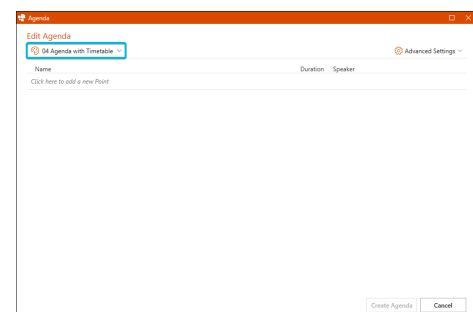 Agenda
Edit Agenda
04 Agenda with Timetable
Advanced Settings
Name Duration Speaker
Click here to add a new Point
Create Agenda Cancel